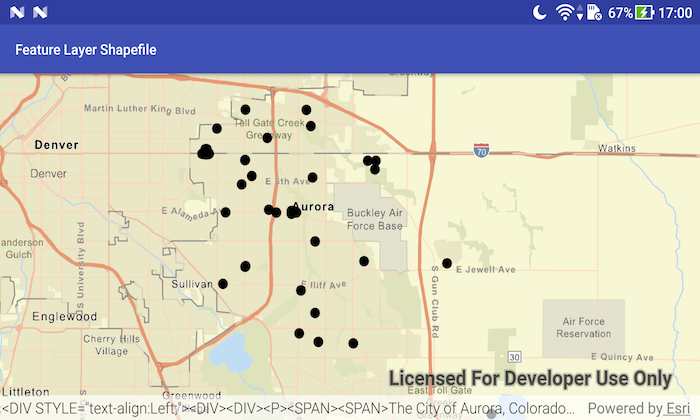 67% 17:00
Feature Layer Shapefile
Greenway
Martin Luther King Blvd
Toll Gate Creek
Greenway
Denver
70
Watkins
Denver
E 6th Ave
E Alameda A
Aurora
Buckley Air
Force Base
anderson
Gulch
S University Blvd
S Gun Club Rd
E Jewell Ave
Sullivan
E Iliff Ave
Englewood
Air Force
Reservation
Cherry Hills
Village
30
E Quincy Ave
Licensed For Developer Use Only
Littleton
Greenwood
East Toll Gate
<DIV STYLE="text-align:Left"><DIV><DIV><P><SPAN><SPAN>The City of Aurora, Colorado... Powered by Esri